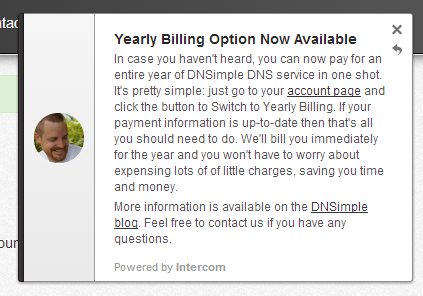 ntac
Yearly Billing Option Now Available
In case you haven't heard, you can now pay for an
entire year of DNSimple DNS service in one shot.
It's pretty simple: just go to your account page and
click the button to Switch to Yearly Billing. If your
payment information is up-to-date then that's all
you should need to do. We'll bill you immediately
for the year and you won't have to worry about
expensing lots of of little charges, saving you time
and money.
More information is available on the DNSimple
blog. Feel free to contact us if you have any
questions.
our
Powered by Intercom